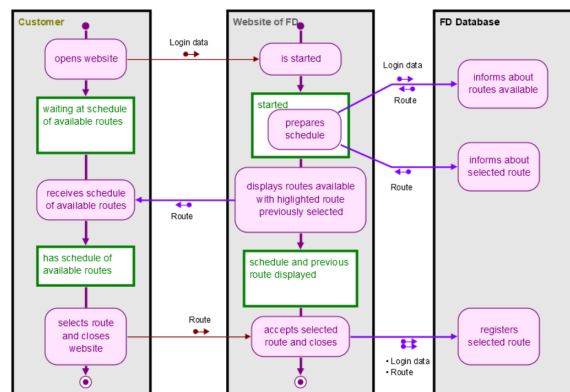 Customer
Website of FD
FD Database
opens website
Login data
is started
Login data
Route
informs about
routes available
waiting at schedule
of available routes
started
prepares
schedule
informs about
selected route
Route
receives schedule
of available routes
Route
displays routes available
with higlighted route
previously selected
has schedule of
available routes
schedule and previous
route displayed
selects route
and closes
website
Route
accepts selected
route and closes
• Login data
• Route
registers
selected route